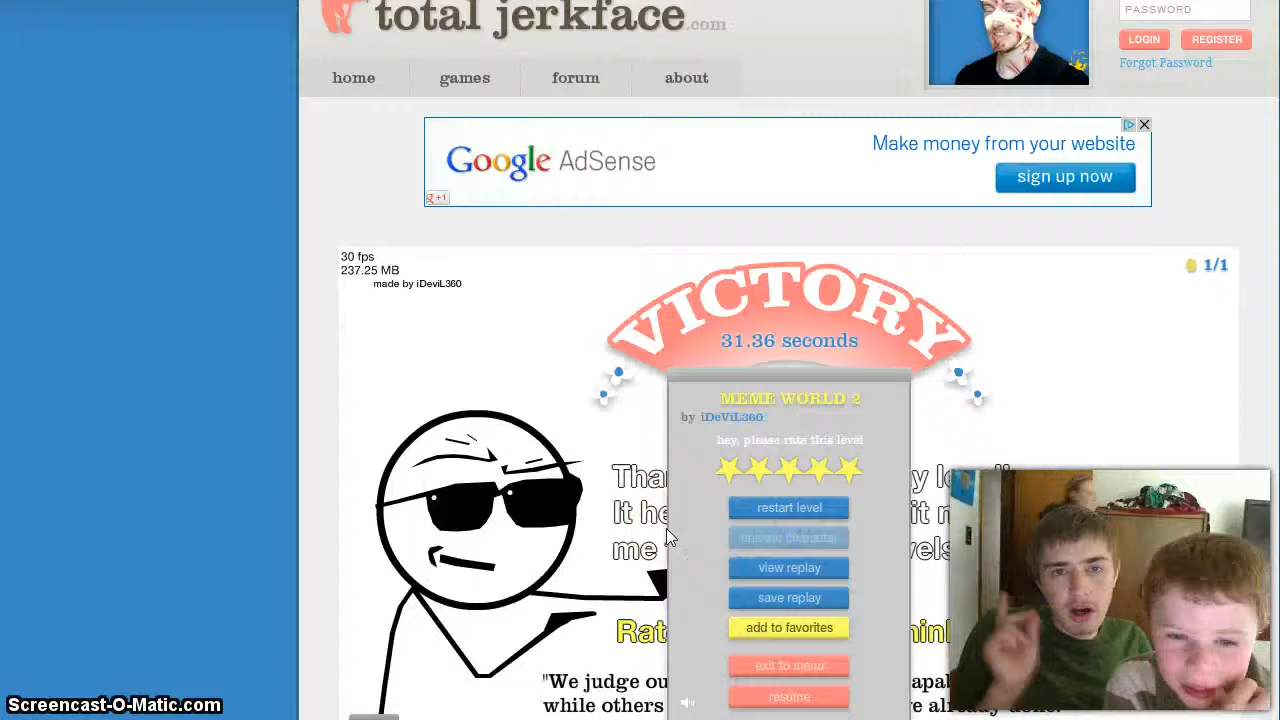 total jerkface.com
PASSWORD
LOGIN
REGISTER
Forgot Password
home
games
forum
about
Google AdSense
Make money from your website
sign up now
+1
30 fps
237.25 MB
made by iDeviL360
1/1
VICTORY
31.36 seconds
MEME WORLD 2
by iDeViL360
hey, please rate this level
restart level
view replay
save replay
add to favorites
exit to menu
resume
It
me
"We judge
while others
Screencast-O-Matic.com